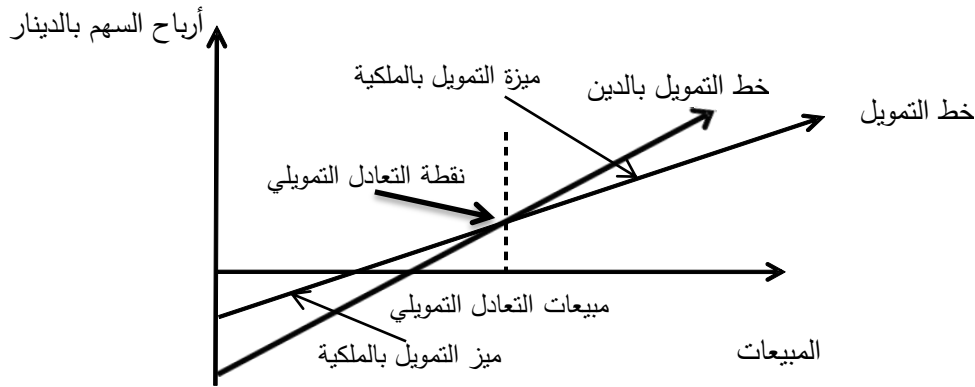 أرباح السهم بالدينار
ميزة التمويل بالملكية
خط التمويل بالدين
خط التمويل
نقطة التعادل التمويلي
مبيعات التعادل التمويلي
ميز التمويل بالملكية
المبيعات